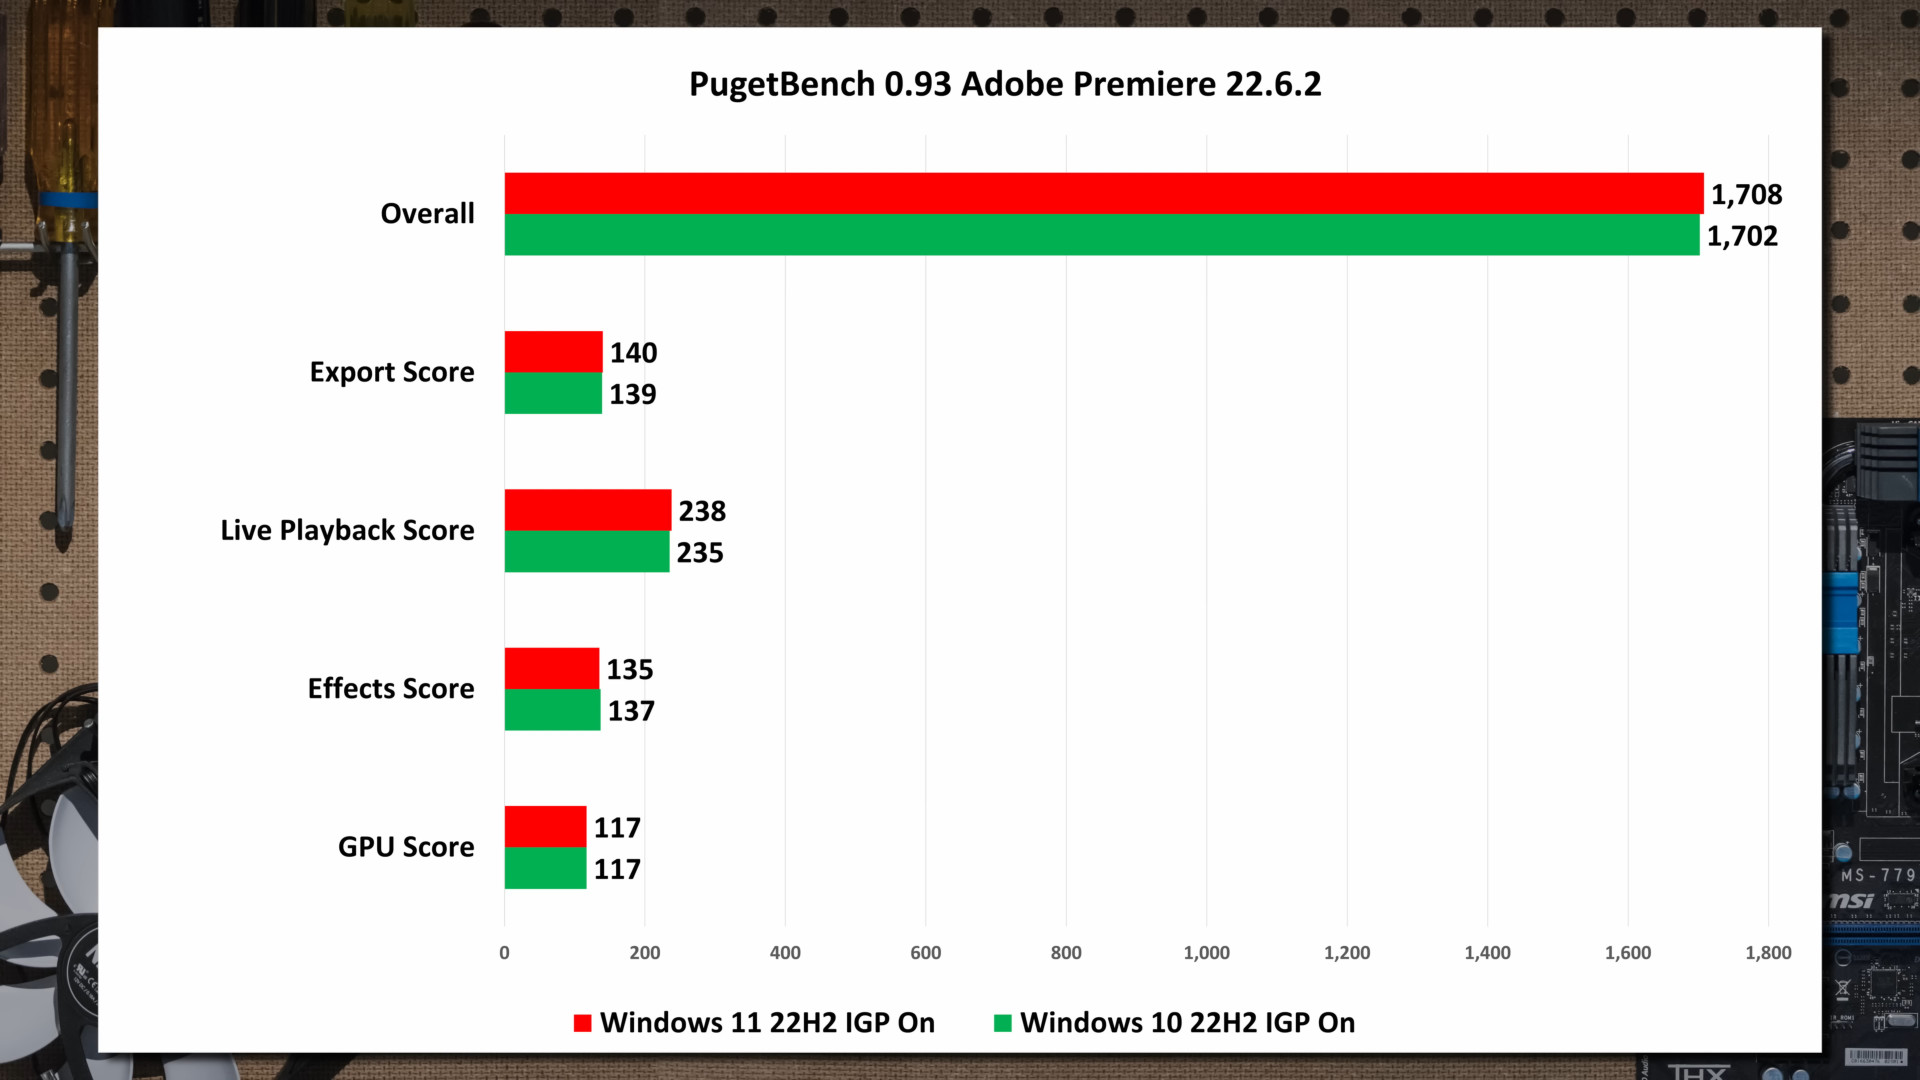 PugetBench 0.93 Adobe Premiere 22.6.2
Overall
1,708
1,702
Export Score
140
139
Live Playback Score
238
235
Effects Score
135
137
GPU Score
117
117
0 200 400 600 800 1,000 1,200 1,400 1,600 1,800
Windows 11 22H2 IGP On
Windows 10 22H2 IGP On
MS-779
msi
THX